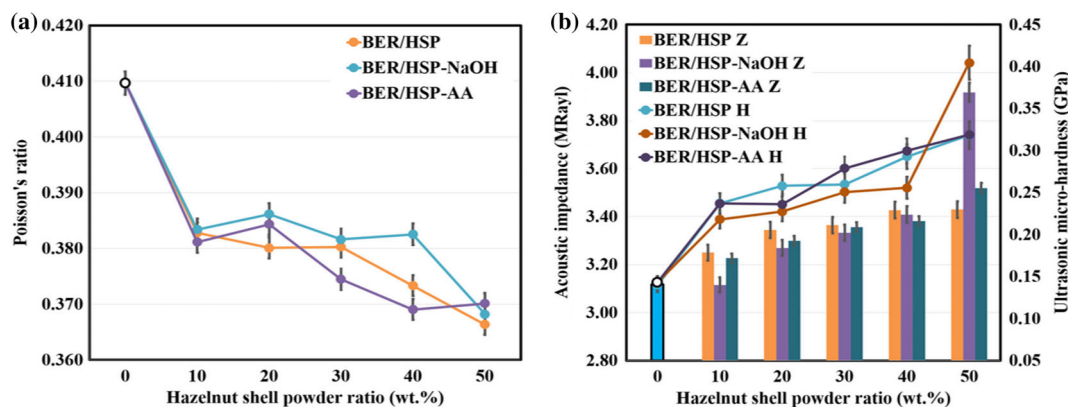 (a)
0.420
0.410
0.400
0.390
0.380
0.370
0.360
Poisson's ratio
BER/HSP
BER/HSP-NaOH
BER/HSP-AA
0 10 20 30 40 50
Hazelnut shell powder ratio (wt.%)
(b)
4.20
4.00
3.80
3.60
3.40
3.20
3.00
2.80
Acoustic impedance (MRayl)
BER/HSP Z
BER/HSP-NaOH Z
BER/HSP-AA Z
BER/HSP H
BER/HSP-NaOH H
BER/HSP-AA H
0.45
0.40
0.35
0.30
0.25
0.20
0.15
0.10
0.05
Ultrasonic micro-hardness (GPa)
0 10 20 30 40 50
Hazelnut shell powder ratio (wt.%)